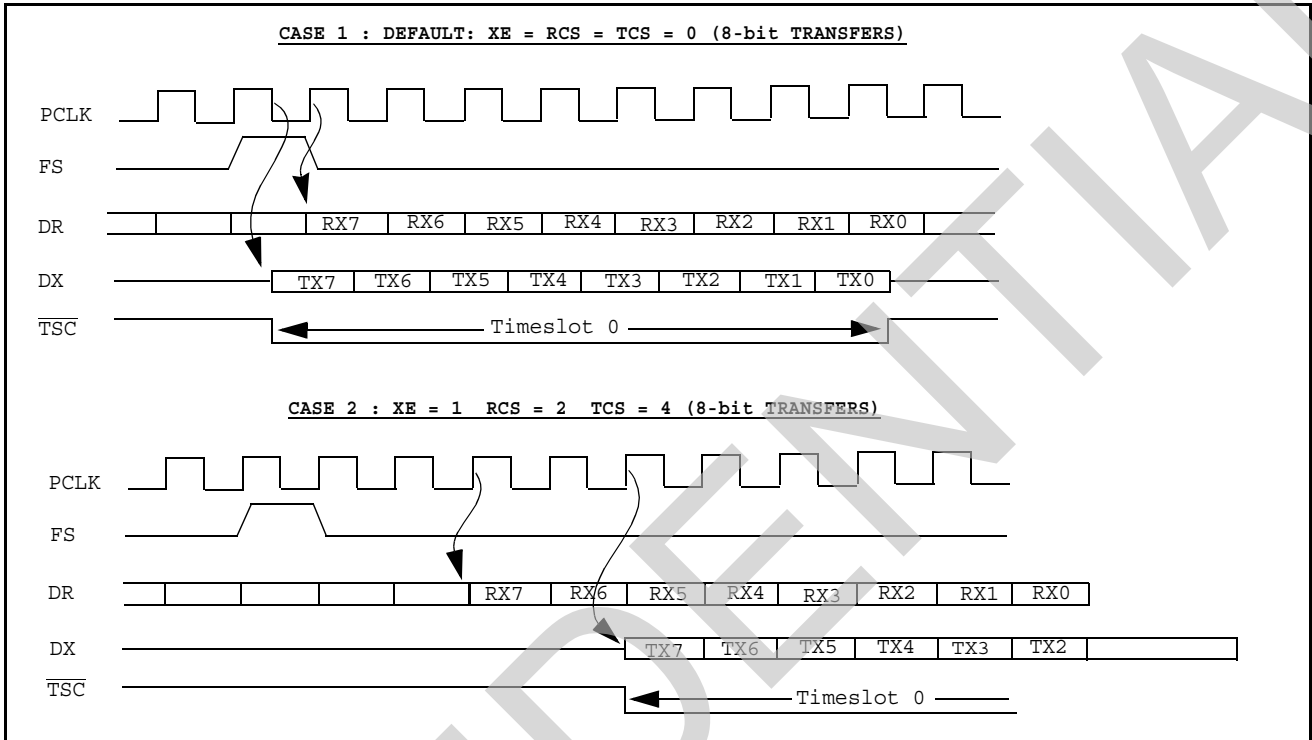 CASE 1 : DEFAULT: XE = RCS = TCS = 0 (8-bit TRANSFERS)
PCLK
FS
DR RX7 RX6 RX5 RX4 RX3 RX2 RX1 RX0
DX TX7 TX6 TX5 TX4 TX3 TX2 TX1 TX0
TSC Timeslot 0
CASE 2 : XE = 1 RCS = 2 TCS = 4 (8-bit TRANSFERS)
PCLK
FS
DR RX7 RX6 RX5 RX4 RX3 RX2 RX1 RX0
DX TX7 TX6 TX5 TX4 TX3 TX2
TSC Timeslot 0